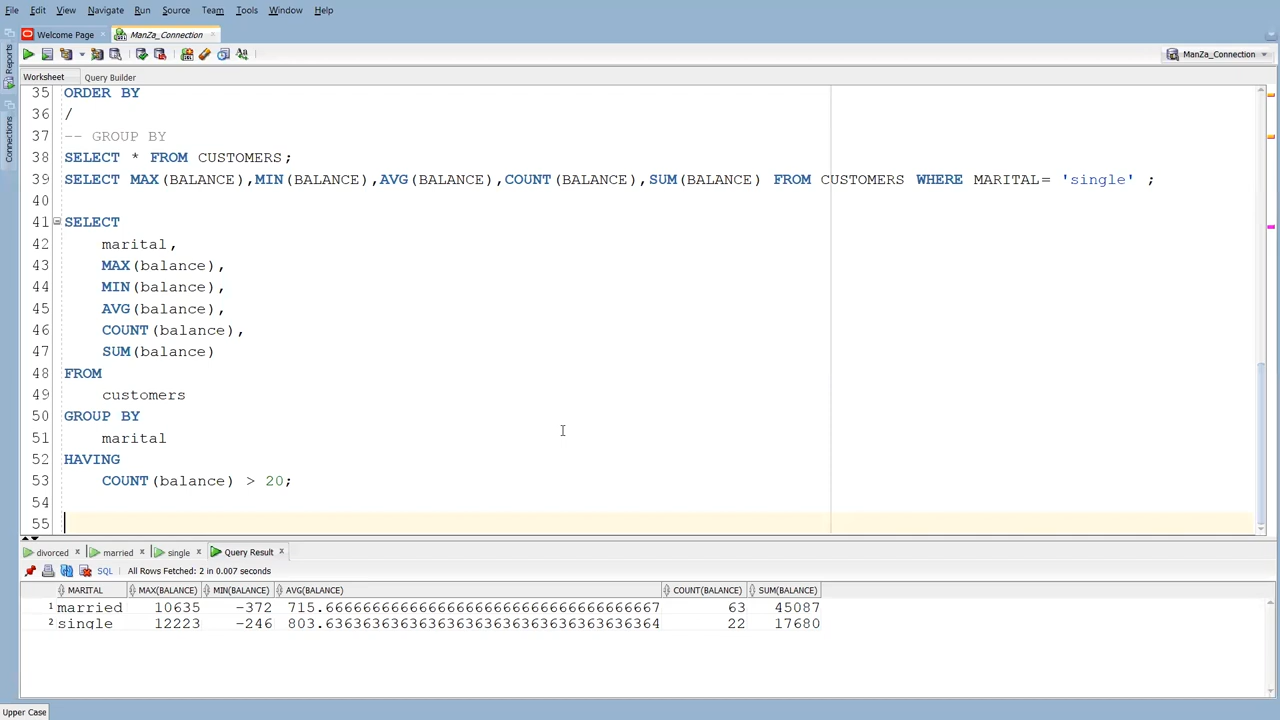 File Edit View Navigate Run Source Team Tools Window Help
Welcome Page ManZa_Connection
ManZa_Connection
Worksheet Query Builder
Reports
Connections
35 ORDER BY
36 /
37 -- GROUP BY
38 SELECT * FROM CUSTOMERS;
39 SELECT MAX(BALANCE),MIN(BALANCE),AVG(BALANCE),COUNT(BALANCE),SUM(BALANCE) FROM CUSTOMERS WHERE MARITAL= 'single' ;
40
41 SELECT
42 marital,
43 MAX(balance),
44 MIN(balance),
45 AVG(balance),
46 COUNT(balance),
47 SUM(balance)
48 FROM
49 customers
50 GROUP BY
51 marital
52 HAVING
53 COUNT(balance) > 20;
54
55
divorced married single Query Result
SQL All Rows Fetched: 2 in 0.007 seconds
MARITAL MAX(BALANCE) MIN(BALANCE) AVG(BALANCE) COUNT(BALANCE) SUM(BALANCE)
1 married 10635 -372 715.666666666666666666666666666666666667 63 45087
2 single 12223 -246 803.636363636363636363636363636363636364 22 17680
Upper Case